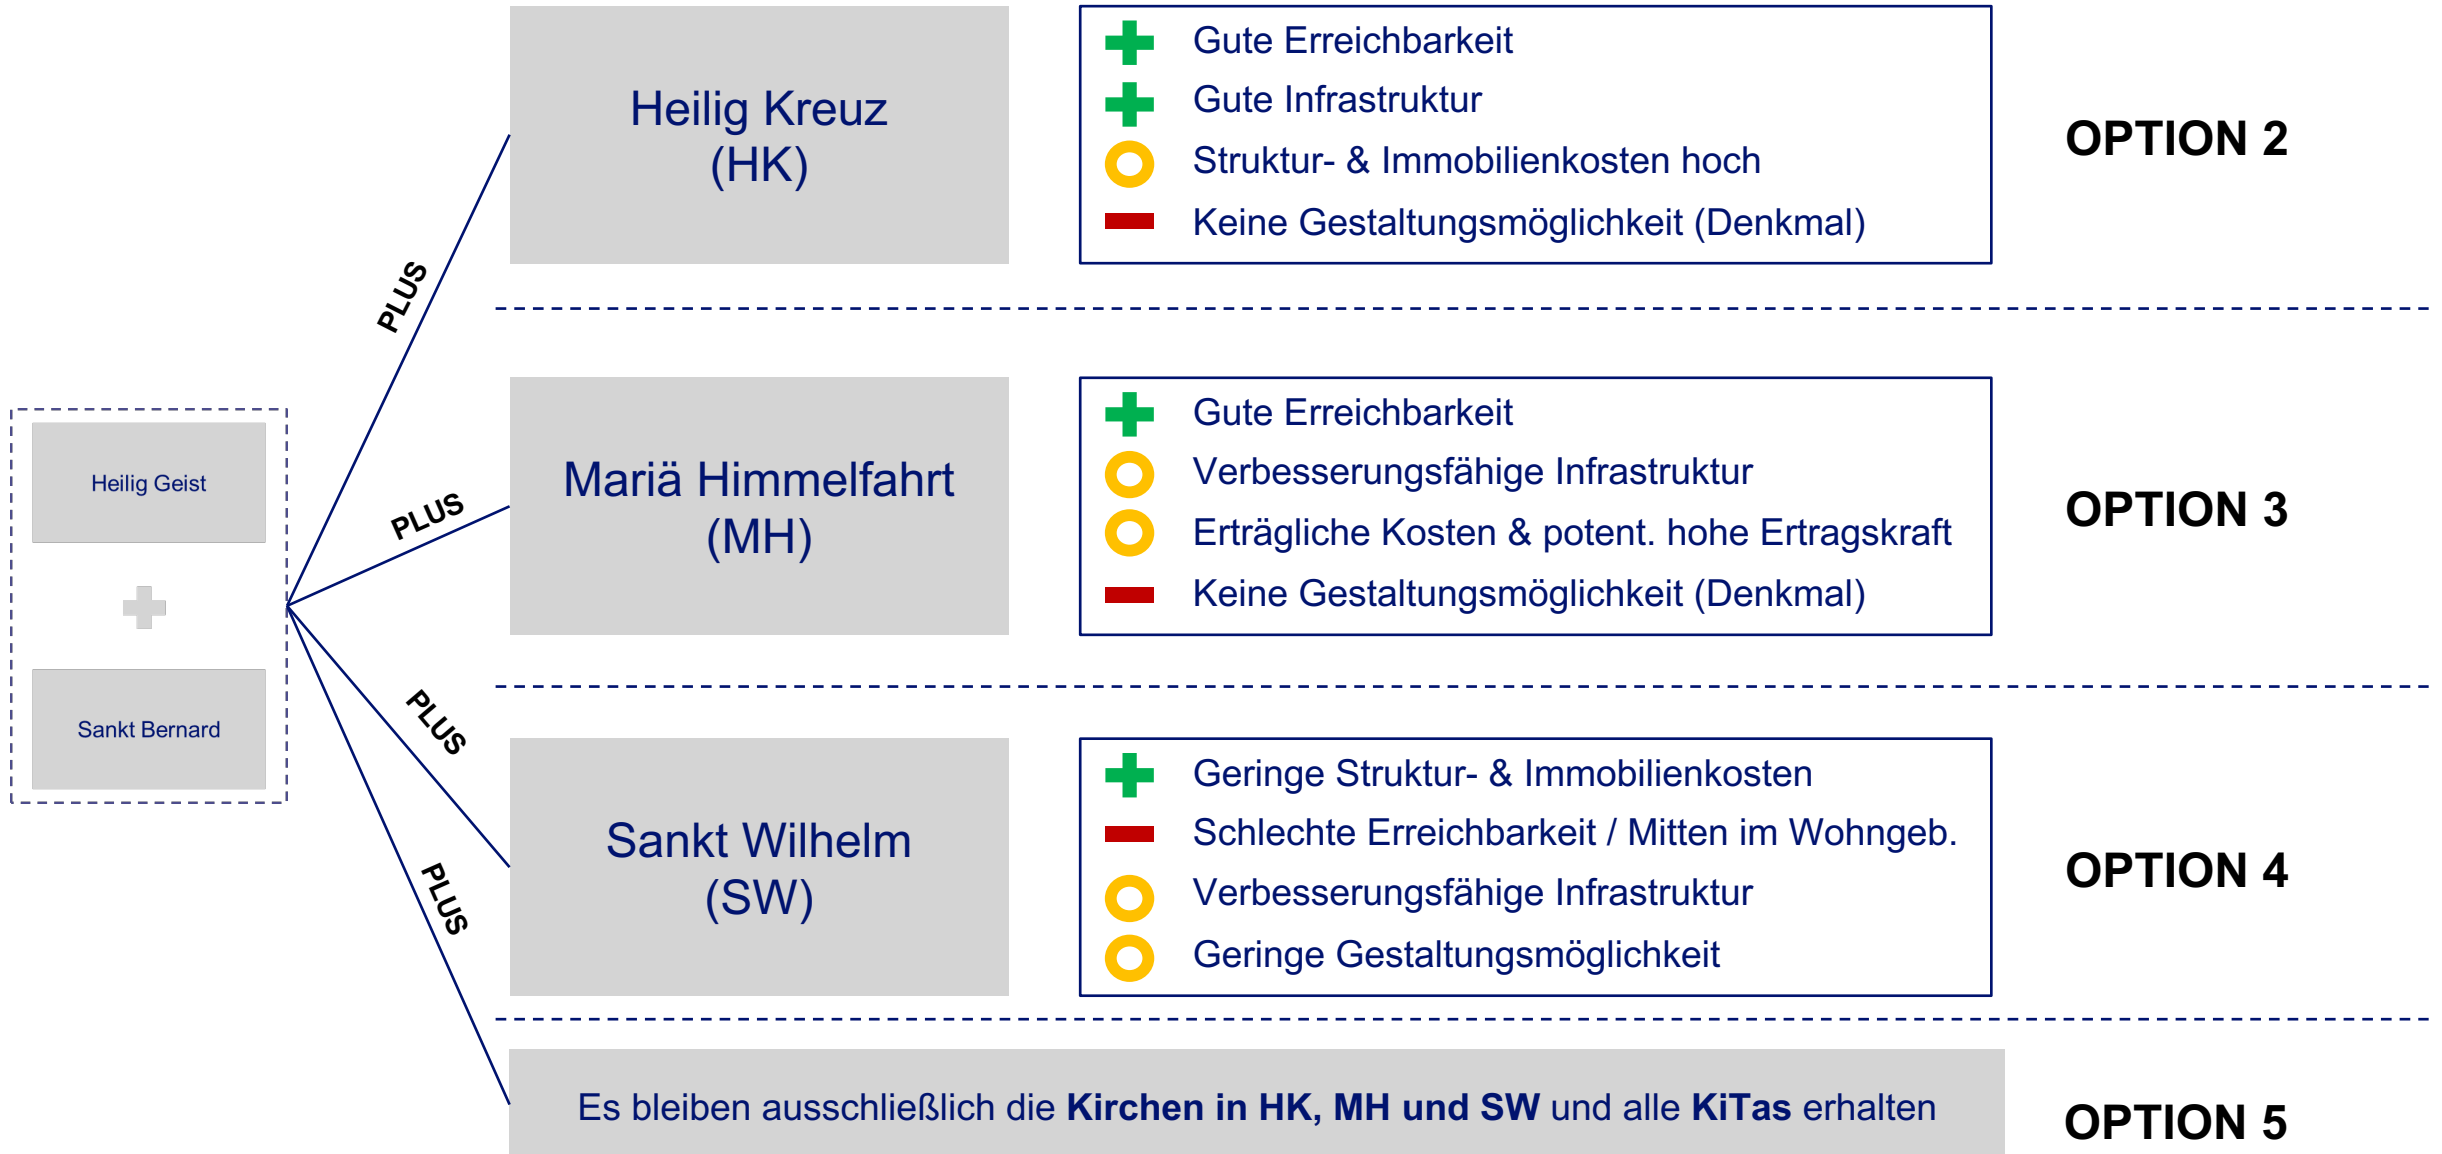 Heilig Geist
Sankt Bernard
PLUS
Heilig Kreuz
(HK)
Gute Erreichbarkeit
Gute Infrastruktur
Struktur- & Immobilienkosten hoch
Keine Gestaltungsmöglichkeit (Denkmal)
OPTION 2
PLUS
Mariä Himmelfahrt
(MH)
Gute Erreichbarkeit
Verbesserungsfähige Infrastruktur
Erträgliche Kosten & potent. hohe Ertragskraft
Keine Gestaltungsmöglichkeit (Denkmal)
OPTION 3
PLUS
Sankt Wilhelm
(SW)
Geringe Struktur- & Immobilienkosten
Schlechte Erreichbarkeit / Mitten im Wohngeb.
Verbesserungsfähige Infrastruktur
Geringe Gestaltungsmöglichkeit
OPTION 4
PLUS
Es bleiben ausschließlich die Kirchen in HK, MH und SW und alle KiTas erhalten
OPTION 5